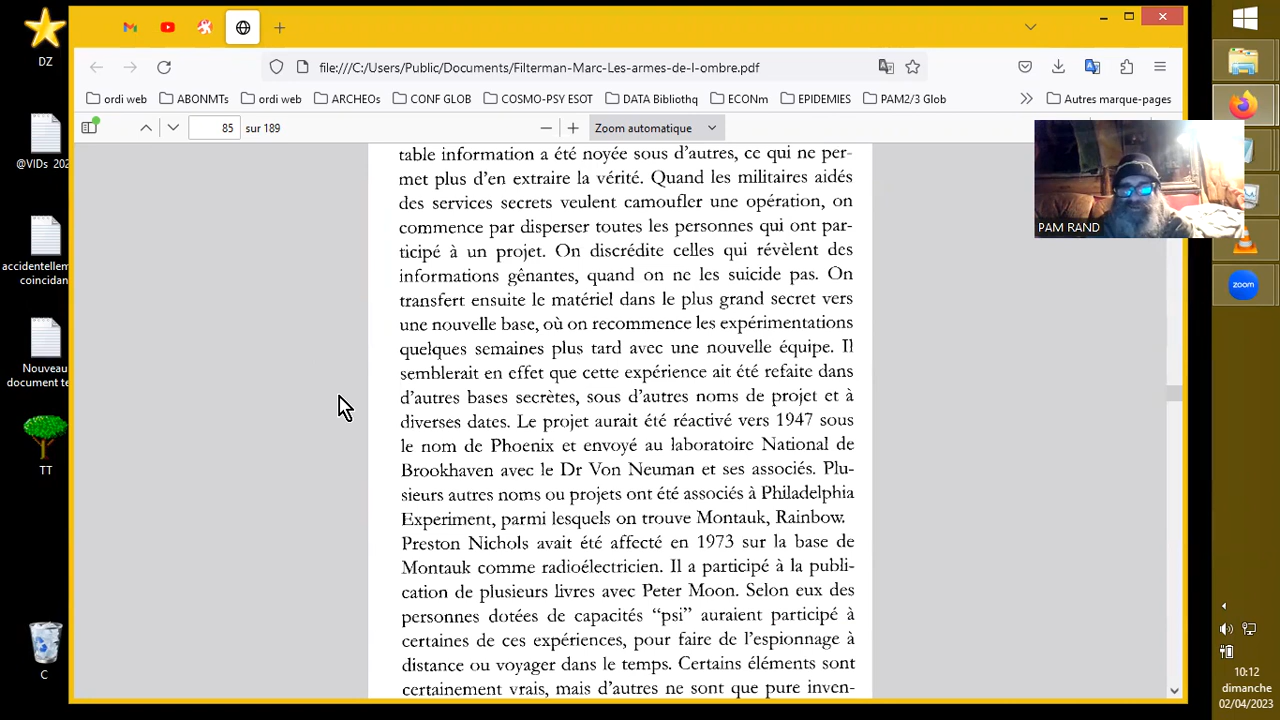 DZ
@VIDs 202
accidentellem
coincidan
Nouveau
document te
TT
C
file:///C:/Users/Public/Documents/Filterman-Marc-Les-armes-de-l-ombre.pdf
ordi web
ABONMTs
ordi web
ARCHEOs
CONF GLOB
COSMO-PSY ESOT
DATA Bibliothq
ECONm
EPIDEMIES
PAM2/3 Glob
Autres marque-pages
85 sur 189
Zoom automatique
table information a été noyée sous d'autres, ce qui ne per-
met plus d'en extraire la vérité. Quand les militaires aidés
des services secrets veulent camoufler une opération, on
commence par disperser toutes les personnes qui ont par-
ticipé à un projet. On discrédite celles qui révèlent des
informations gênantes, quand on ne les suicide pas. On
transfert ensuite le matériel dans le plus grand secret vers
une nouvelle base, où on recommence les expérimentations
quelques semaines plus tard avec une nouvelle équipe. Il
semblerait en effet que cette expérience ait été refaite dans
d'autres bases secrètes, sous d'autres noms de projet et à
diverses dates. Le projet aurait été réactivé vers 1947 sous
le nom de Phoenix et envoyé au laboratoire National de
Brookhaven avec le Dr Von Neuman et ses associés. Plu-
sieurs autres noms ou projets ont été associés à Philadelphia
Experiment, parmi lesquels on trouve Montauk, Rainbow.
Preston Nichols avait été affecté en 1973 sur la base de
Montauk comme radioélectricien. Il a participé à la publi-
cation de plusieurs livres avec Peter Moon. Selon eux des
personnes dotées de capacités "psi" auraient participé à
certaines de ces expériences, pour faire de l'espionnage à
distance ou voyager dans le temps. Certains éléments sont
certainement vrais, mais d'autres ne sont que pure inven-
PAM RAND
zoom
10:12
dimanche
02/04/2023